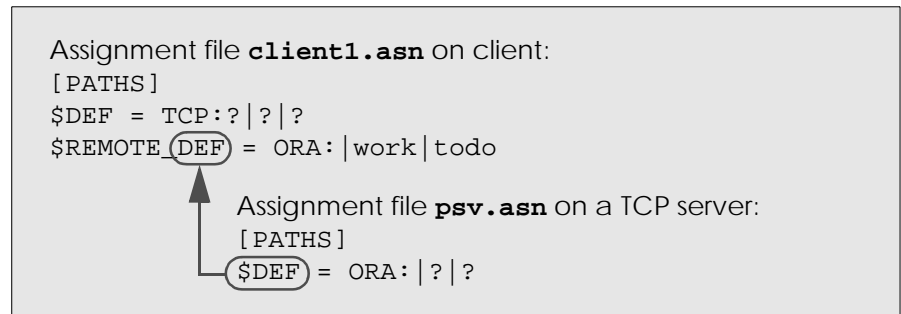 Assignment file client1.asn on client:
[PATHS]
$DEF = TCP:?|?|?
$REMOTE_DEF = ORA:|work|todo
Assignment file psv.asn on a TCP server:
[PATHS]
$DEF = ORA:|?|?